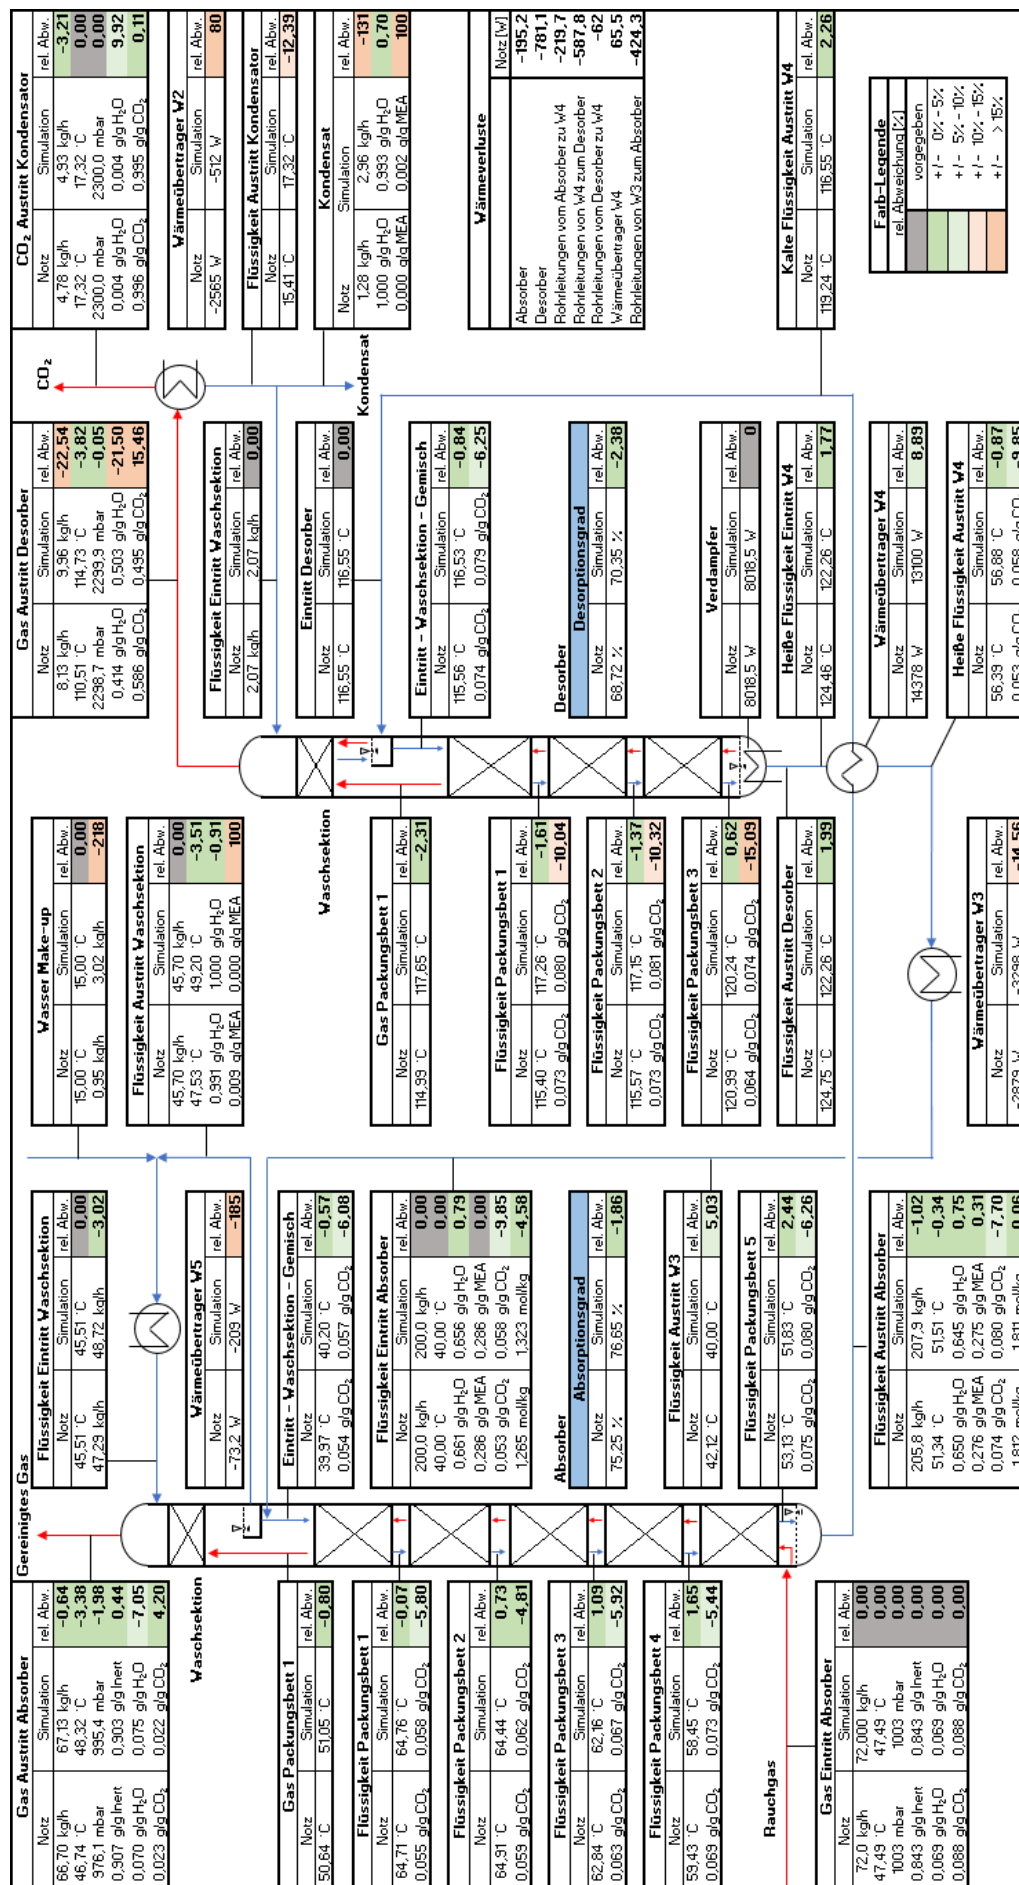 Gas Austritt Absorber
Notz Simulation rel. Abw.
66,70 kg/h 67,13 kg/h -0,64
46,74 °C 48,32 °C -3,38
976,1 mbar 995,4 mbar -1,98
0,907 g/g Inert 0,903 g/g Inert 0,44
0,070 g/g H₂O 0,075 g/g H₂O -7,05
0,023 g/g CO₂ 0,022 g/g CO₂ 4,20
Waschsektion
Gas Packungsbett 1
Notz Simulation rel. Abw.
50,64 °C 51,05 °C -0,80
Flüssigkeit Packungsbett 1
Notz Simulation rel. Abw.
64,71 °C 64,76 °C -0,07
0,055 g/g CO₂ 0,058 g/g CO₂ -5,80
Flüssigkeit Packungsbett 2
Notz Simulation rel. Abw.
64,91 °C 64,44 °C 0,73
0,059 g/g CO₂ 0,062 g/g CO₂ -4,81
Flüssigkeit Packungsbett 3
Notz Simulation rel. Abw.
62,84 °C 62,16 °C 1,09
0,063 g/g CO₂ 0,067 g/g CO₂ -5,92
Flüssigkeit Packungsbett 4
Notz Simulation rel. Abw.
59,43 °C 58,45 °C 1,65
0,069 g/g CO₂ 0,073 g/g CO₂ -5,44
Rauchgas
Gas Eintritt Absorber
Notz Simulation rel. Abw.
72,0 kg/h 72,000 kg/h 0,00
47,49 °C 47,49 °C 0,00
1003 mbar 1003 mbar 0,00
0,843 g/g Inert 0,843 g/g Inert 0,00
0,069 g/g H₂O 0,069 g/g H₂O 0,00
0,088 g/g CO₂ 0,088 g/g CO₂ 0,00
Gereinigtes Gas
Flüssigkeit Eintritt Waschsektion
Notz Simulation rel. Abw.
45,51 °C 45,51 °C 0,00
47,29 kg/h 48,72 kg/h -3,02
Wärmeübertrager W5
Notz Simulation rel. Abw.
-73,2 W -209 W -185
Eintritt - Waschsektion - Gemisch
Notz Simulation rel. Abw.
39,97 °C 40,20 °C -0,57
0,054 g/g CO₂ 0,057 g/g CO₂ -6,08
Flüssigkeit Eintritt Absorber
Notz Simulation rel. Abw.
200,0 kg/h 200,0 kg/h 0,00
40,00 °C 40,00 °C 0,00
0,661 g/g H₂O 0,656 g/g H₂O 0,79
0,286 g/g MEA 0,286 g/g MEA 0,00
0,053 g/g CO₂ 0,058 g/g CO₂ -9,85
1,265 mol/kg 1,323 mol/kg -4,58
Absorber
Absorptionsgrad
Notz Simulation rel. Abw.
75,25 % 76,65 % -1,86
Flüssigkeit Austritt W3
Notz Simulation rel. Abw.
42,12 °C 40,00 °C 5,03
Flüssigkeit Packungsbett 5
Notz Simulation rel. Abw.
53,13 °C 51,83 °C 2,44
0,075 g/g CO₂ 0,080 g/g CO₂ -6,26
Flüssigkeit Austritt Absorber
Notz Simulation rel. Abw.
205,8 kg/h 207,9 kg/h -1,02
51,34 °C 51,51 °C -0,34
0,650 g/g H₂O 0,645 g/g H₂O 0,75
0,276 g/g MEA 0,275 g/g MEA 0,31
0,074 g/g CO₂ 0,080 g/g CO₂ -7,70
1,812 mol/kg 1,811 mol/kg 0,06
Wasser Make-up
Notz Simulation rel. Abw.
15,00 °C 15,00 °C 0,00
0,95 kg/h 3,02 kg/h -218
Flüssigkeit Austritt Waschsektion
Notz Simulation rel. Abw.
45,70 kg/h 45,70 kg/h 0,00
47,53 °C 49,20 °C -3,51
0,991 g/g H₂O 1,000 g/g H₂O -0,91
0,009 g/g MEA 0,000 g/g MEA 100
Waschsektion
Gas Packungsbett 1
Notz Simulation rel. Abw.
114,99 °C 117,65 °C -2,31
Flüssigkeit Packungsbett 1
Notz Simulation rel. Abw.
115,40 °C 117,26 °C -1,61
0,073 g/g CO₂ 0,080 g/g CO₂ -10,04
Flüssigkeit Packungsbett 2
Notz Simulation rel. Abw.
115,57 °C 117,15 °C -1,37
0,073 g/g CO₂ 0,081 g/g CO₂ -10,32
Flüssigkeit Packungsbett 3
Notz Simulation rel. Abw.
120,99 °C 120,24 °C 0,62
0,064 g/g CO₂ 0,074 g/g CO₂ -15,09
Flüssigkeit Austritt Desorber
Notz Simulation rel. Abw.
124,75 °C 122,26 °C 1,99
Wärmeübertrager W3
Notz Simulation rel. Abw.
-2879 W -3298 W -14,56
Gas Austritt Desorber
Notz Simulation rel. Abw.
8,13 kg/h 9,96 kg/h -22,54
110,51 °C 114,73 °C -3,82
2298,7 mbar 2299,9 mbar -0,05
0,414 g/g H₂O 0,503 g/g H₂O -21,50
0,586 g/g CO₂ 0,495 g/g CO₂ 15,46
Flüssigkeit Eintritt Waschsektion
Notz Simulation rel. Abw.
2,07 kg/h 2,07 kg/h 0,00
Eintritt Desorber
Notz Simulation rel. Abw.
116,55 °C 116,55 °C 0,00
Eintritt - Waschsektion - Gemisch
Notz Simulation rel. Abw.
115,56 °C 116,53 °C -0,84
0,074 g/g CO₂ 0,079 g/g CO₂ -6,25
Desorber
Desorptionsgrad
Notz Simulation rel. Abw.
68,72 % 70,35 % -2,38
Verdampfer
Notz Simulation rel. Abw.
8018,5 W 8018,5 W 0
Heiße Flüssigkeit Eintritt W4
Notz Simulation rel. Abw.
124,46 °C 122,26 °C 1,77
Wärmeübertrager W4
Notz Simulation rel. Abw.
14378 W 13100 W 8,89
Heiße Flüssigkeit Austritt W4
Notz Simulation rel. Abw.
56,39 °C 56,88 °C -0,87
0,053 g/g CO₂ 0,058 g/g CO₂ -9,85
CO₂
Kondensat
CO₂ Austritt Kondensator
Notz Simulation rel. Abw.
4,78 kg/h 4,93 kg/h -3,21
17,32 °C 17,32 °C 0,00
2300,0 mbar 2300,0 mbar 0,00
0,004 g/g H₂O 0,004 g/g H₂O 9,92
0,996 g/g CO₂ 0,995 g/g CO₂ 0,11
Wärmeübertrager W2
Notz Simulation rel. Abw.
-2565 W -512 W 80
Flüssigkeit Austritt Kondensator
Notz Simulation rel. Abw.
15,41 °C 17,32 °C -12,39
Kondensat
Notz Simulation rel. Abw.
1,28 kg/h 2,96 kg/h -131
1,000 g/g H₂O 0,993 g/g H₂O 0,70
0,000 g/g MEA 0,002 g/g MEA 100
Wärmeverluste
Notz [W]
Absorber -195,2
Desorber -781,1
Rohrleitungen vom Absorber zu W4 -219,7
Rohrleitungen von W4 zum Desorber -587,8
Rohrleitungen vom Desorber zu W4 -62
Wärmeübertrager W4 65,5
Rohrleitungen von W3 zum Absorber -424,3
Kalte Flüssigkeit Austritt W4
Notz Simulation rel. Abw.
119,24 °C 116,55 °C 2,26
Farb-Legende
rel. Abweichung [%]
vorgegeben
+/- 0% - 5%
+/- 5% - 10%
+/- 10% - 15%
+/- > 15%